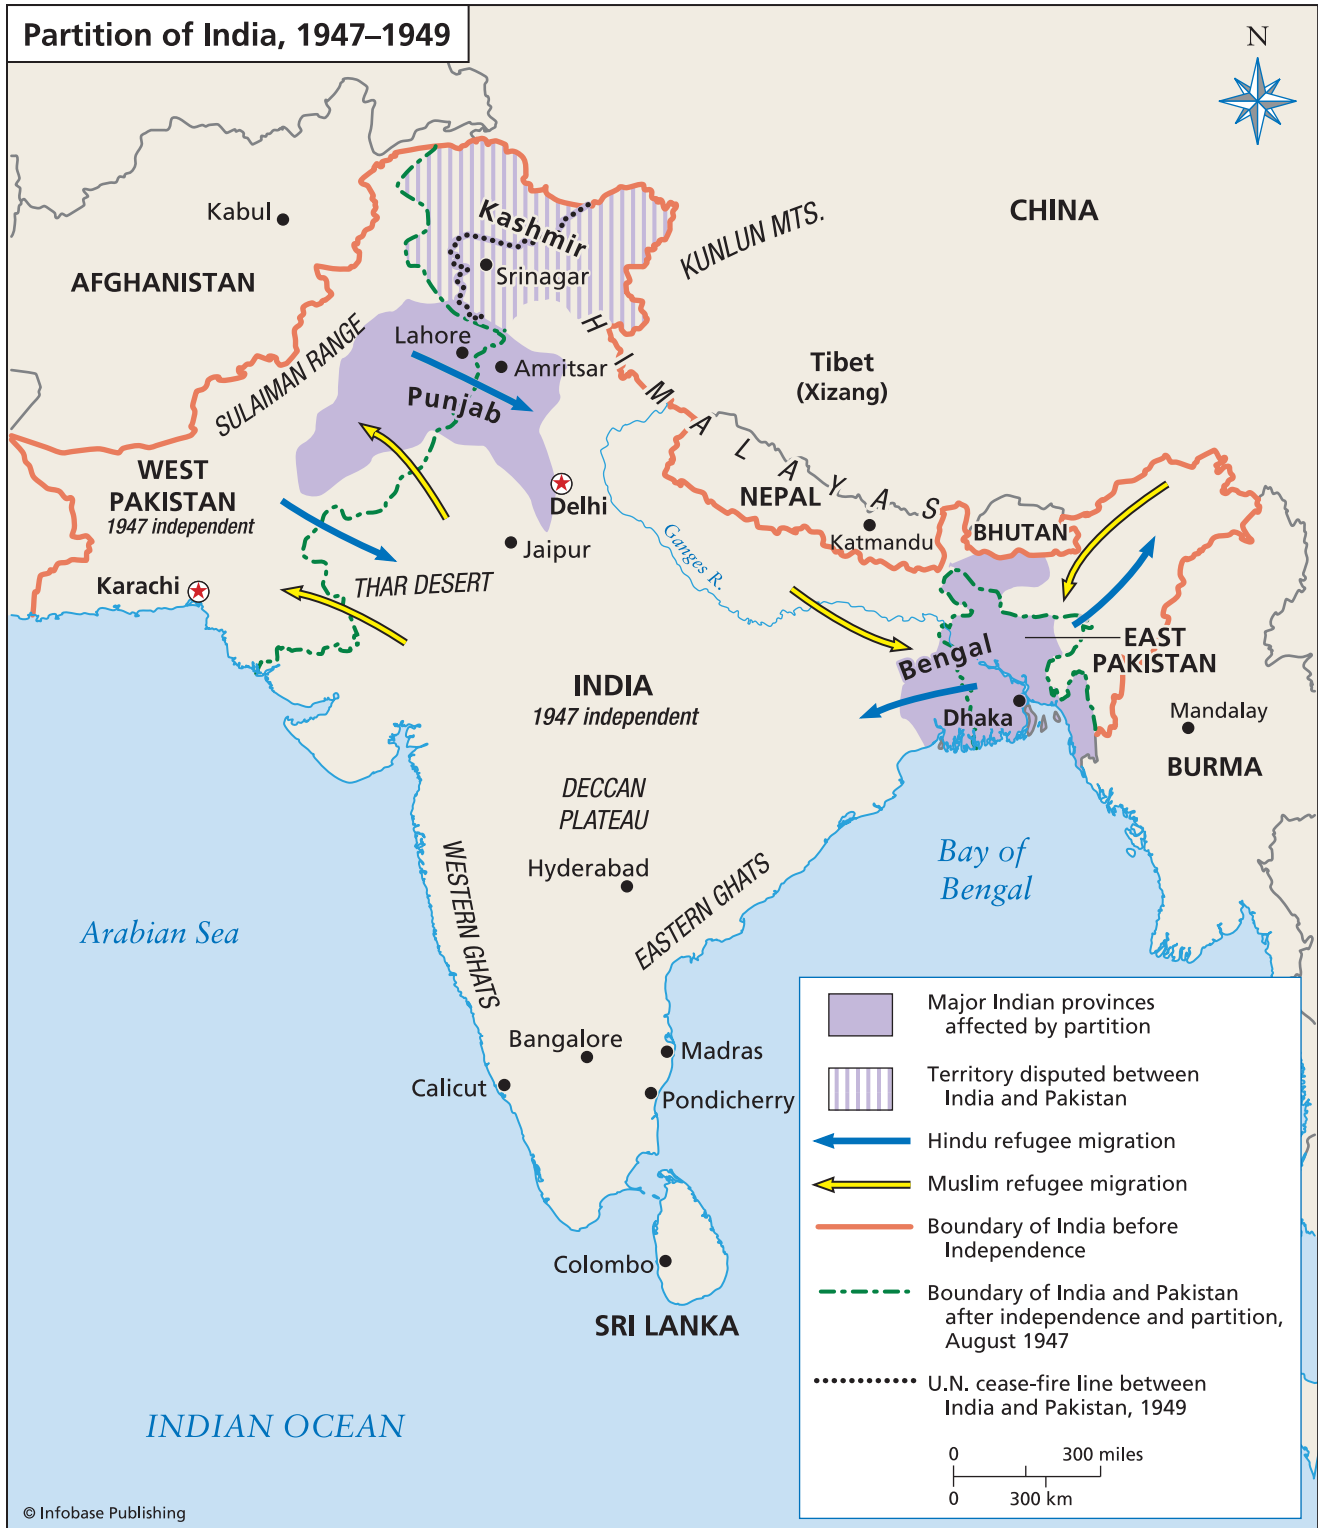 Partition of India, 1947–1949
N
Kabul
AFGHANISTAN
Kashmir
Srinagar
KUNLUN MTS.
CHINA
SULAIMAN RANGE
Lahore
Amritsar
Punjab
HIMALAYAS
Tibet
(Xizang)
WEST
PAKISTAN
1947 independent
Delhi
NEPAL
Katmandu
BHUTAN
Jaipur
Ganges R.
Karachi
THAR DESERT
EAST
PAKISTAN
Bengal
Dhaka
INDIA
1947 independent
Mandalay
BURMA
DECCAN
PLATEAU
Hyderabad
WESTERN GHATS
EASTERN GHATS
Bay of
Bengal
Arabian Sea
Bangalore
Madras
Calicut
Pondicherry
Colombo
SRI LANKA
INDIAN OCEAN
Major Indian provinces
affected by partition
Territory disputed between
India and Pakistan
Hindu refugee migration
Muslim refugee migration
Boundary of India before
Independence
Boundary of India and Pakistan
after independence and partition,
August 1947
U.N. cease-fire line between
India and Pakistan, 1949
0 300 miles
0 300 km
© Infobase Publishing